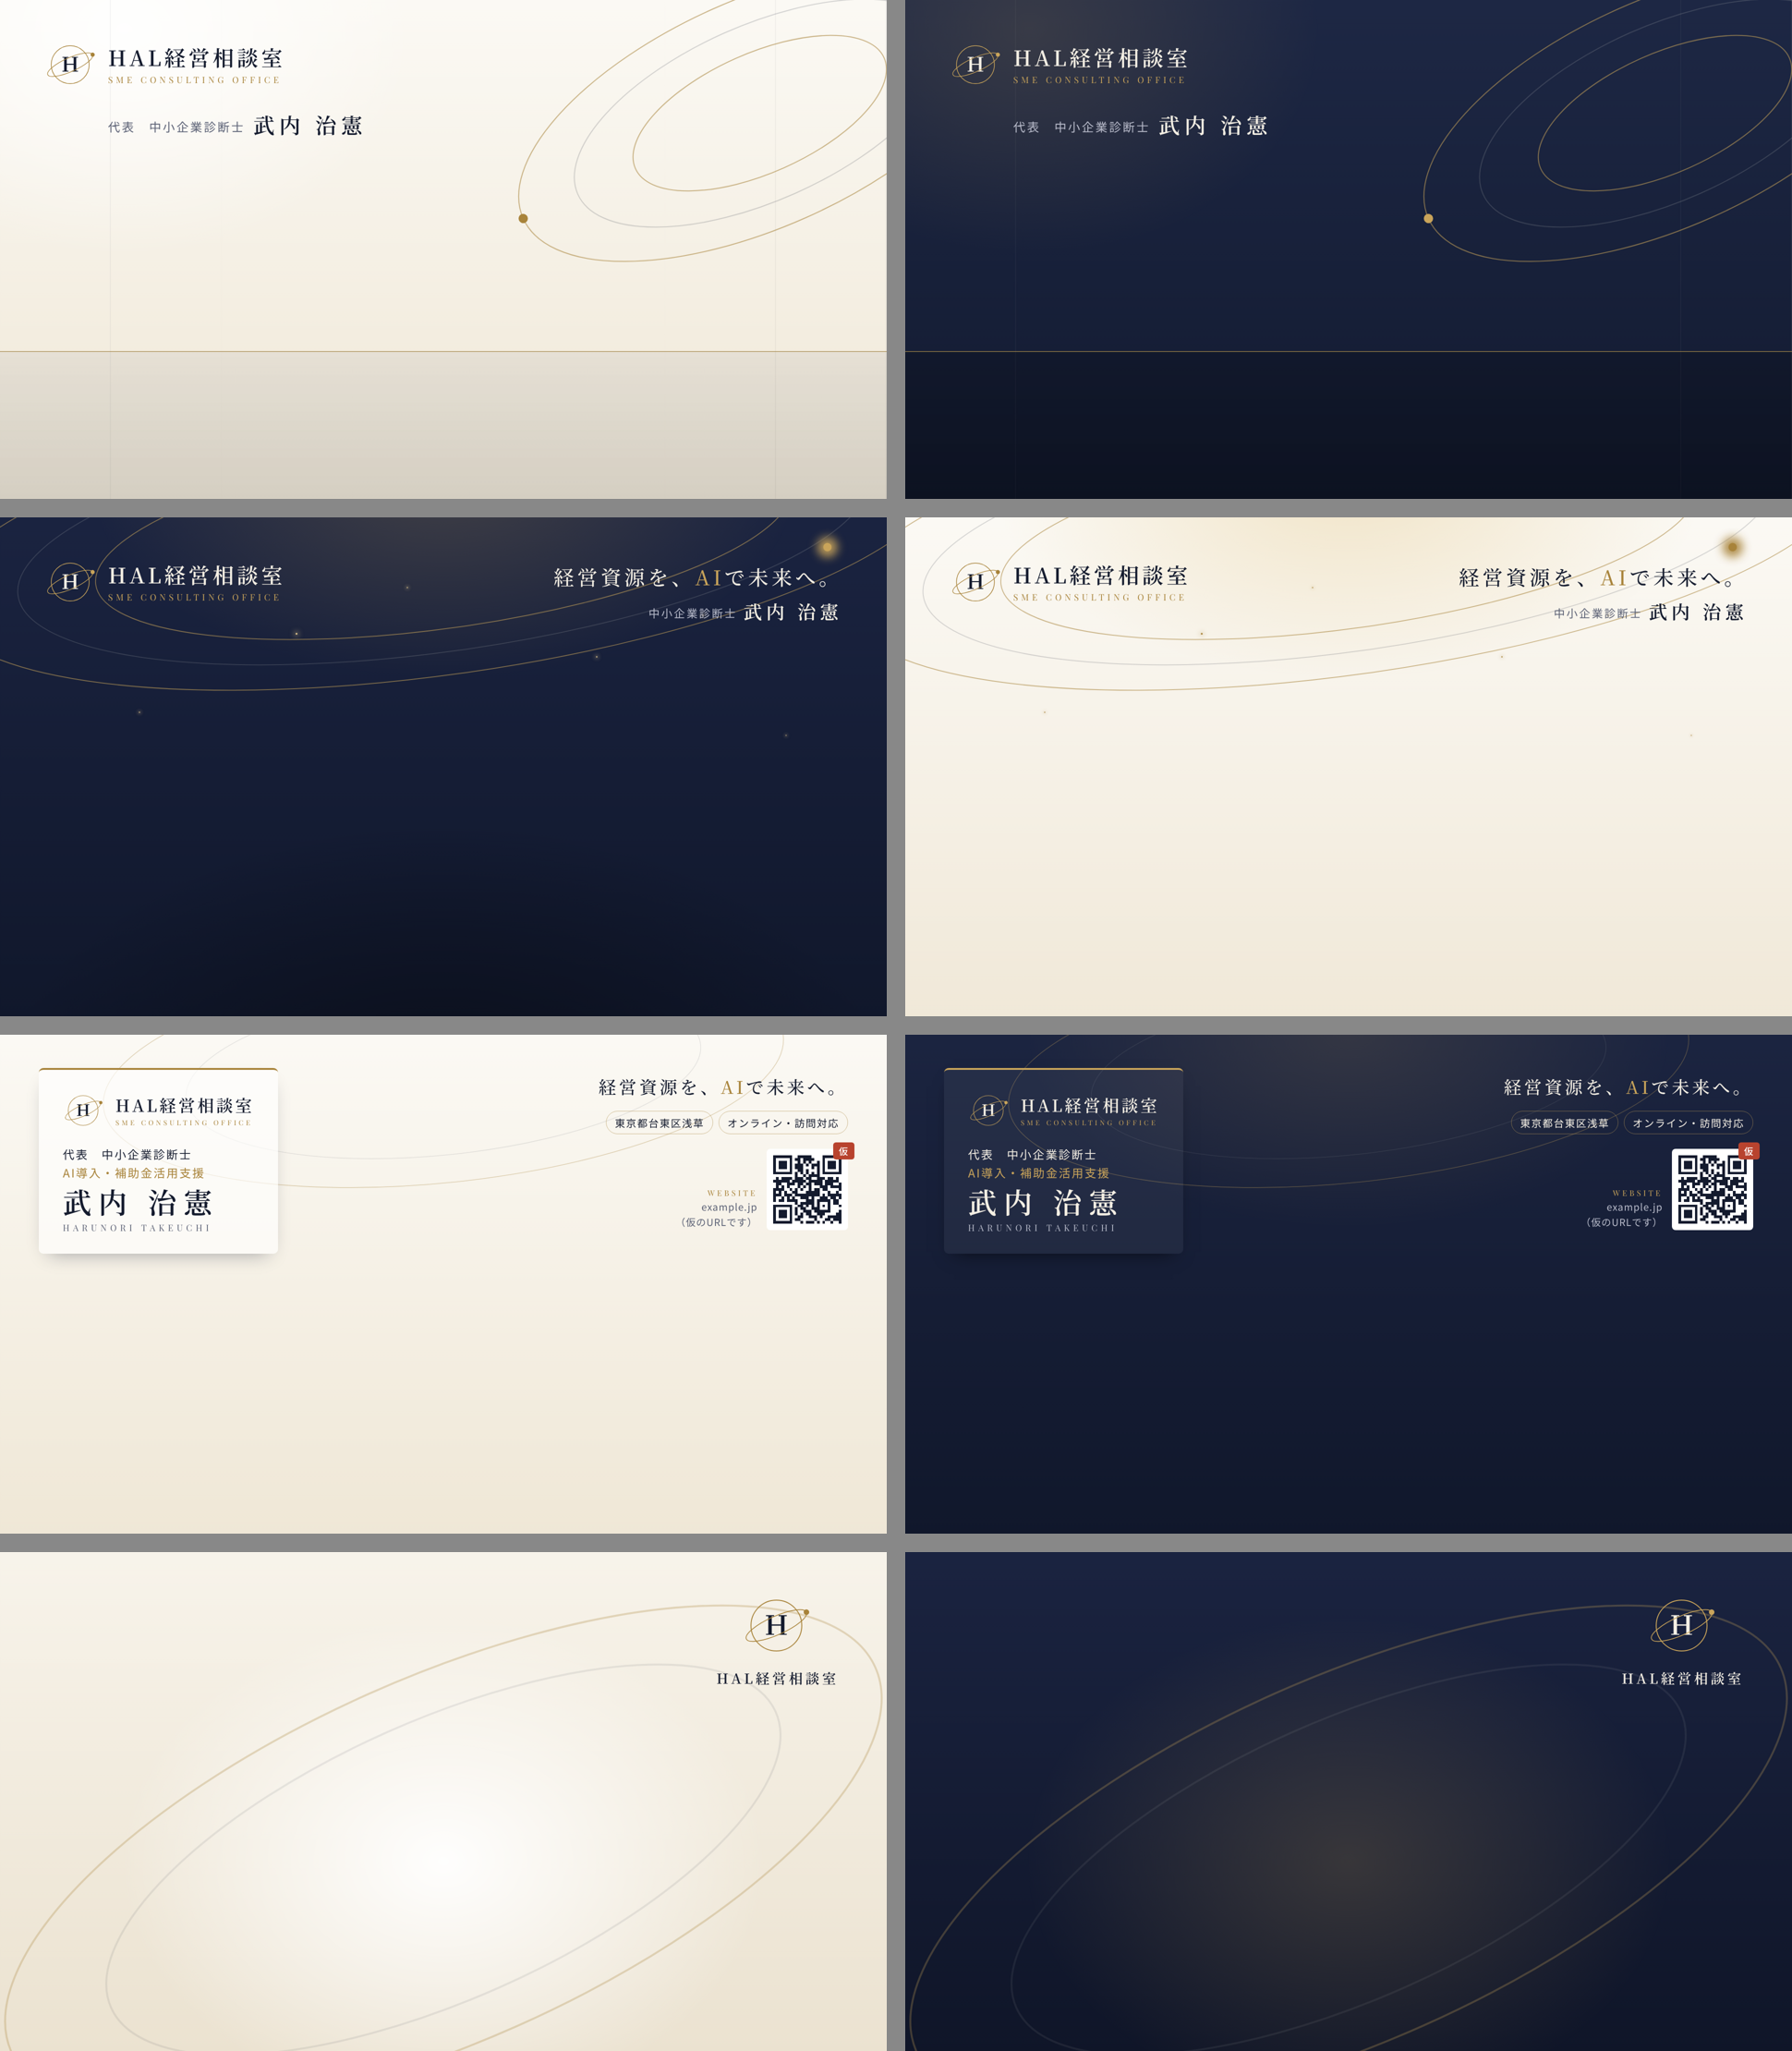 H
HAL経営相談室
SME CONSULTING OFFICE
代表　中小企業診断士 武内 治憲
H
HAL経営相談室
SME CONSULTING OFFICE
代表　中小企業診断士 武内 治憲
H
HAL経営相談室
SME CONSULTING OFFICE
経営資源を、AIで未来へ。
中小企業診断士 武内 治憲
H
HAL経営相談室
SME CONSULTING OFFICE
経営資源を、AIで未来へ。
中小企業診断士 武内 治憲
H
HAL経営相談室
SME CONSULTING OFFICE
代表　中小企業診断士
AI導入・補助金活用支援
武内 治憲
HARUNORI TAKEUCHI
経営資源を、AIで未来へ。
東京都台東区浅草 オンライン・訪問対応
仮
WEBSITE
example.jp
（仮のURLです）
H
HAL経営相談室
SME CONSULTING OFFICE
代表　中小企業診断士
AI導入・補助金活用支援
武内 治憲
HARUNORI TAKEUCHI
経営資源を、AIで未来へ。
東京都台東区浅草 オンライン・訪問対応
仮
WEBSITE
example.jp
（仮のURLです）
H
HAL経営相談室
H
HAL経営相談室